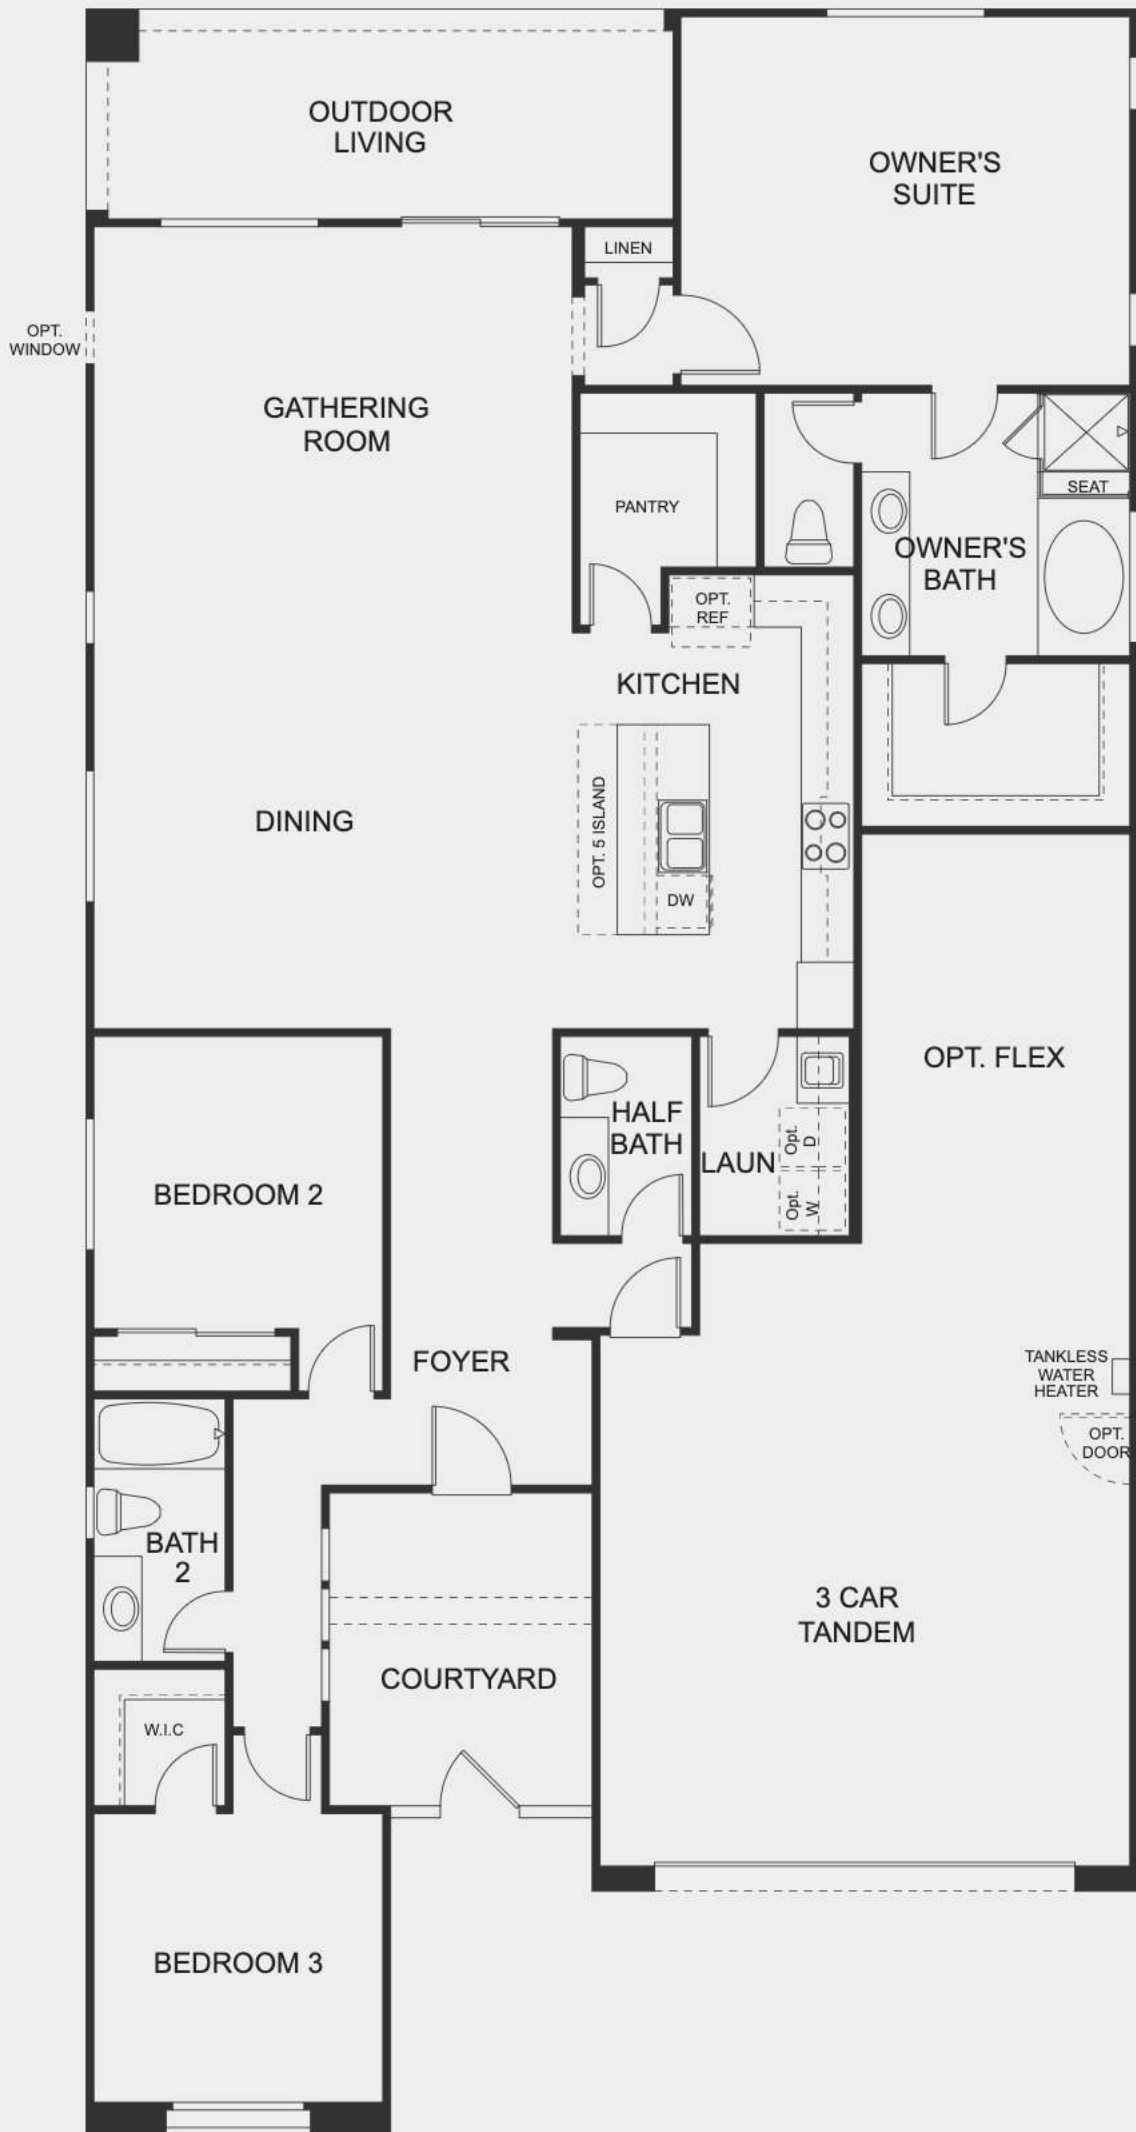 OUTDOOR
LIVING
OWNER'S
SUITE
LINEN
OPT.
WINDOW
GATHERING
ROOM
PANTRY
SEAT
OWNER'S
BATH
OPT.
REF
KITCHEN
OPT. 5 ISLAND
DINING
DW
OPT. FLEX
HALF
BATH
LAUN
Opt.
D
Opt.
W
BEDROOM 2
FOYER
TANKLESS
WATER
HEATER
OPT.
DOOR
BATH
2
3 CAR
TANDEM
COURTYARD
W.I.C
BEDROOM 3